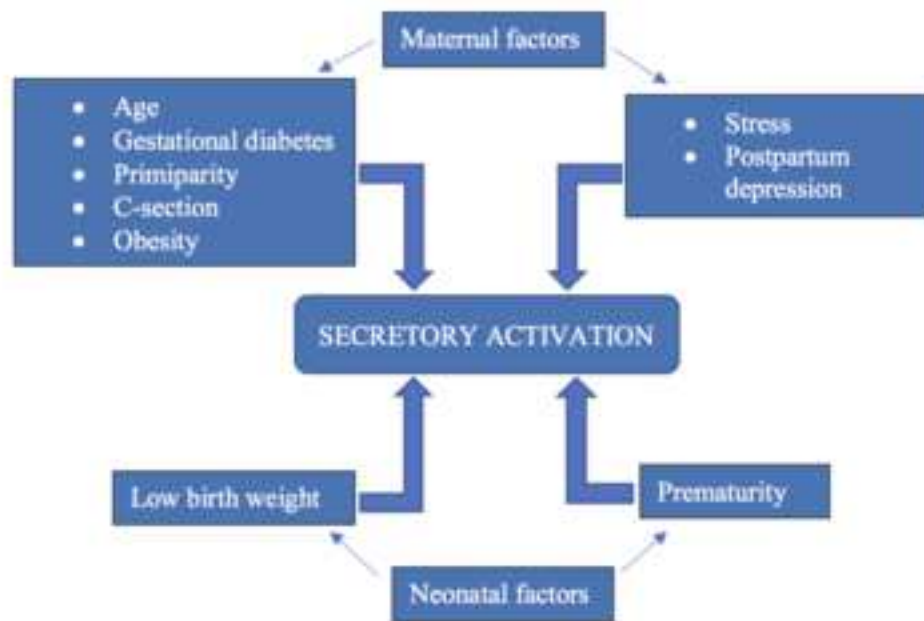 Maternal factors
• Age
• Gestational diabetes
• Primiparity
• C-section
• Obesity
• Stress
• Postpartum
depression
SECRETORY ACTIVATION
Low birth weight
Prematurity
Neonatal factors